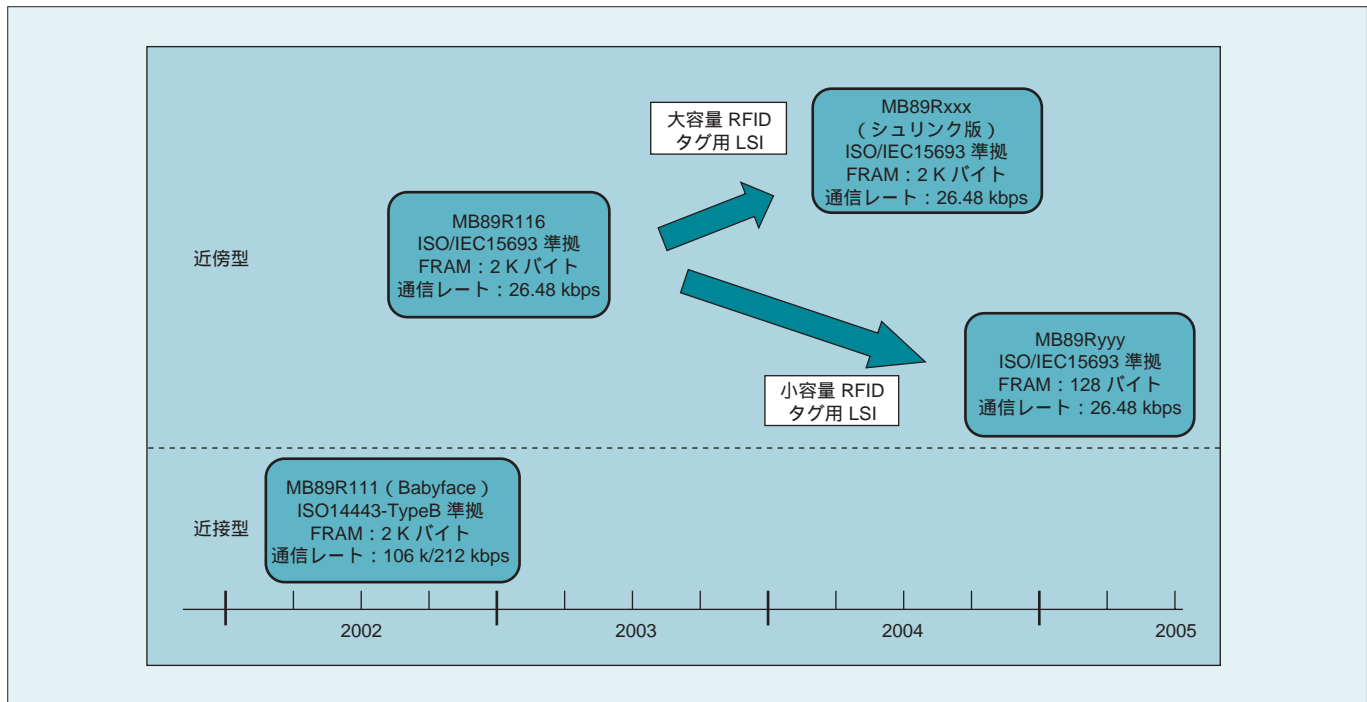 大容量 RFID
タグ用 LSI
MB89Rxxx
(シュリンク版)
ISO/IEC15693 準拠
FRAM:2 K バイト
通信レート:26.48 kbps
近傍型
MB89R116
ISO/IEC15693 準拠
FRAM:2 K バイト
通信レート:26.48 kbps
小容量 RFID
タグ用 LSI
MB89Ryyy
ISO/IEC15693 準拠
FRAM:128 バイト
通信レート:26.48 kbps
近接型
MB89R111(Babyface)
ISO14443-TypeB 準拠
FRAM:2 K バイト
通信レート:106 k/212 kbps
2002 2003 2004 2005